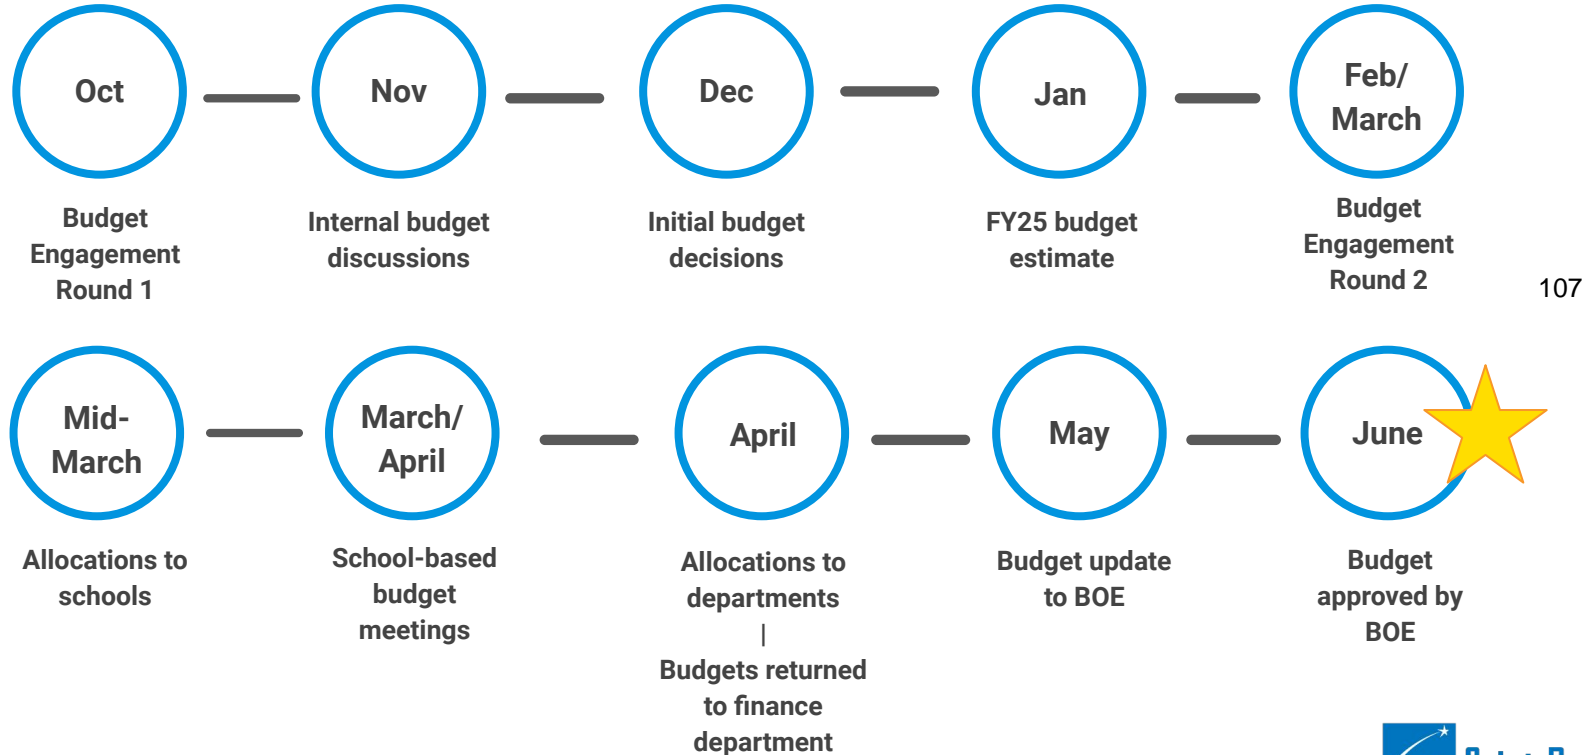 Oct
Nov
Dec
Jan
Feb/
March
Budget
Engagement
Round 1
Internal budget
discussions
Initial budget
decisions
FY25 budget
estimate
Budget
Engagement
Round 2
107
Mid-
March
March/
April
April
May
June
Allocations to
schools
School-based
budget
meetings
Allocations to
departments
|
Budgets returned
to finance
department
Budget update
to BOE
Budget
approved by
BOE